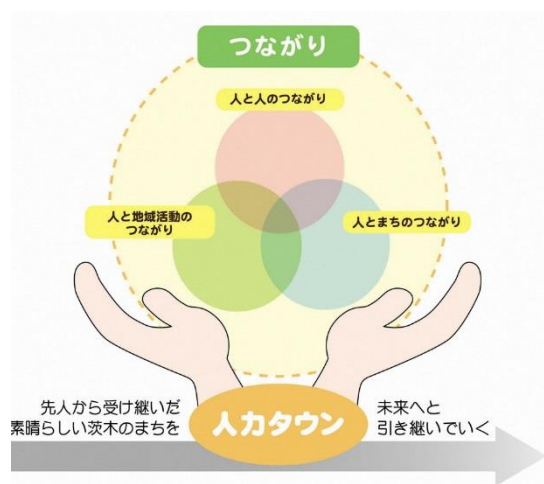 つながり
人と人のつながり
人と地域活動の
つながり
人とまちのつながり
先人から受け継いだ
素晴らしい茨木のまちを
人力タウン
未来へと
引き継いでいく